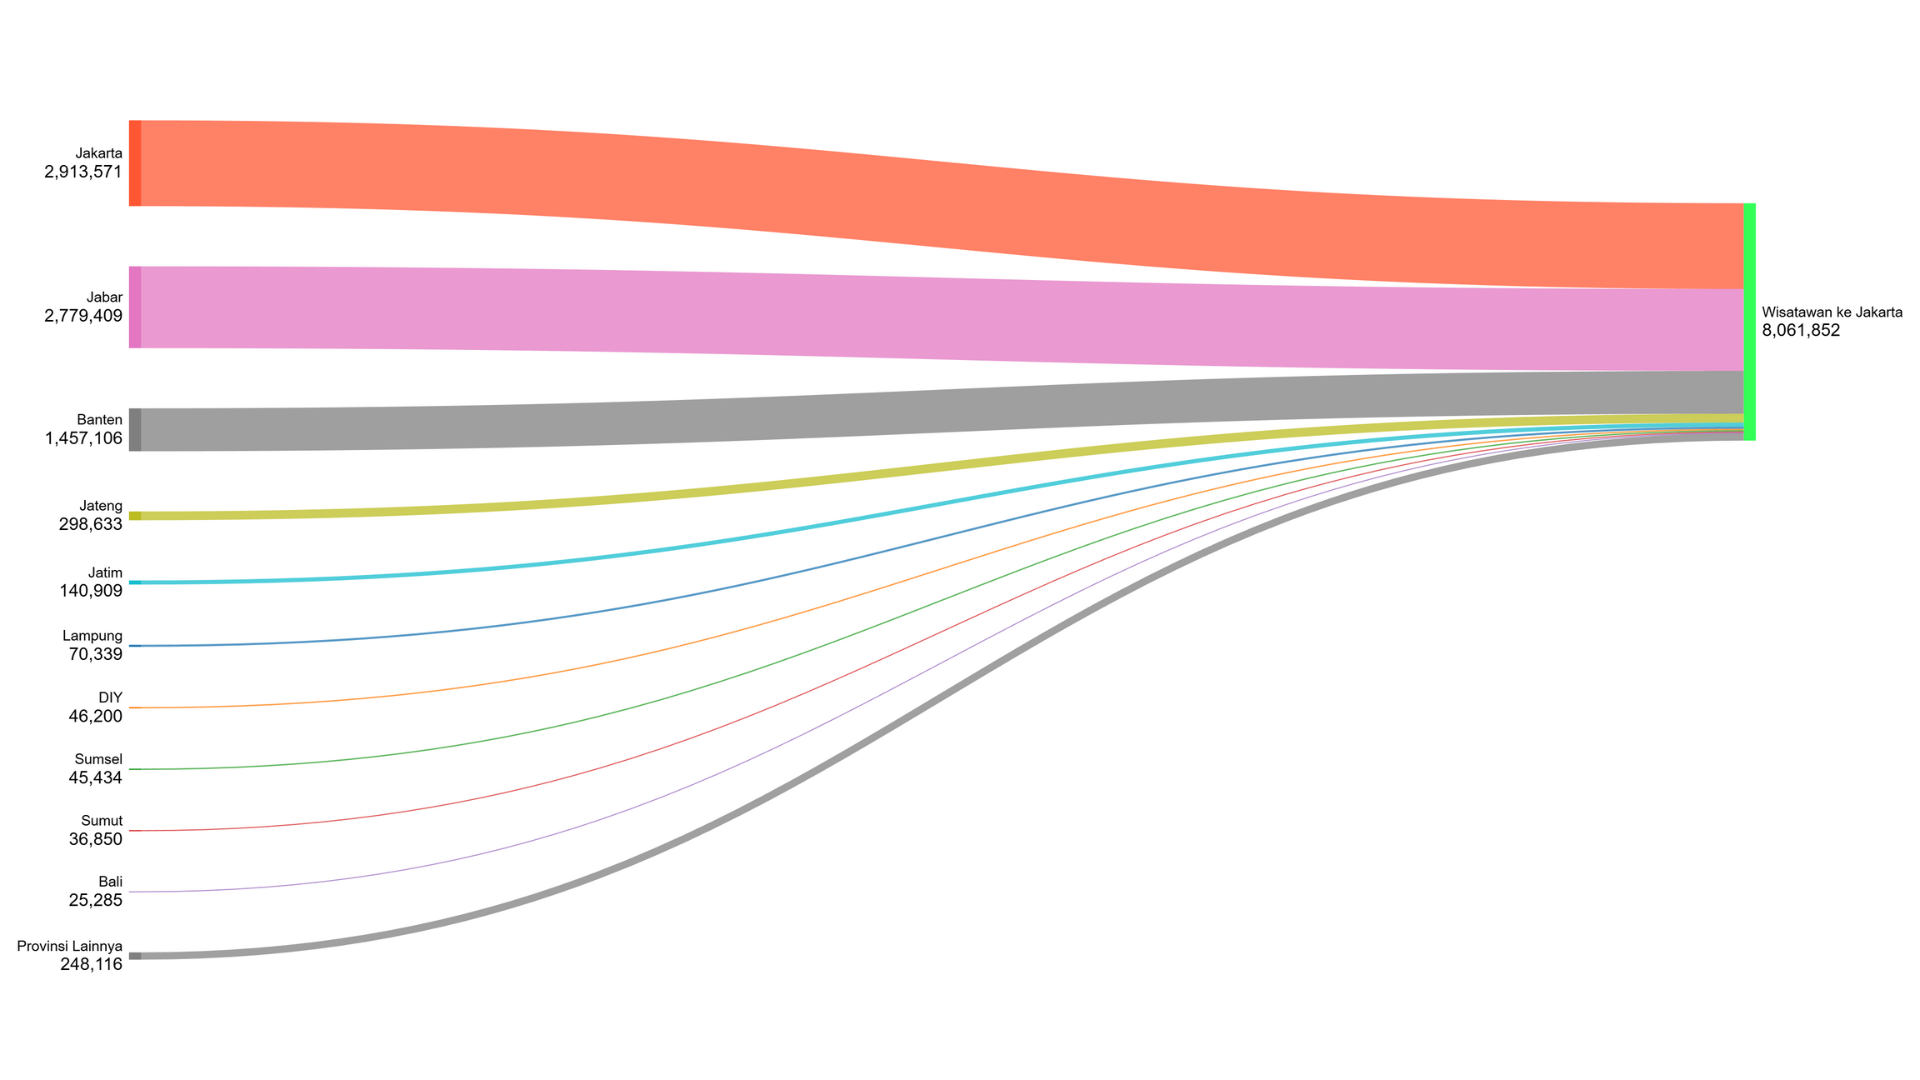 Jakarta
2,913,571
Jabar
2,779,409
Wisatawan ke Jakarta
8,061,852
Banten
1,457,106
Jateng
298,633
Jatim
140,909
Lampung
70,339
DIY
46,200
Sumsel
45,434
Sumut
36,850
Bali
25,285
Provinsi Lainnya
248,116